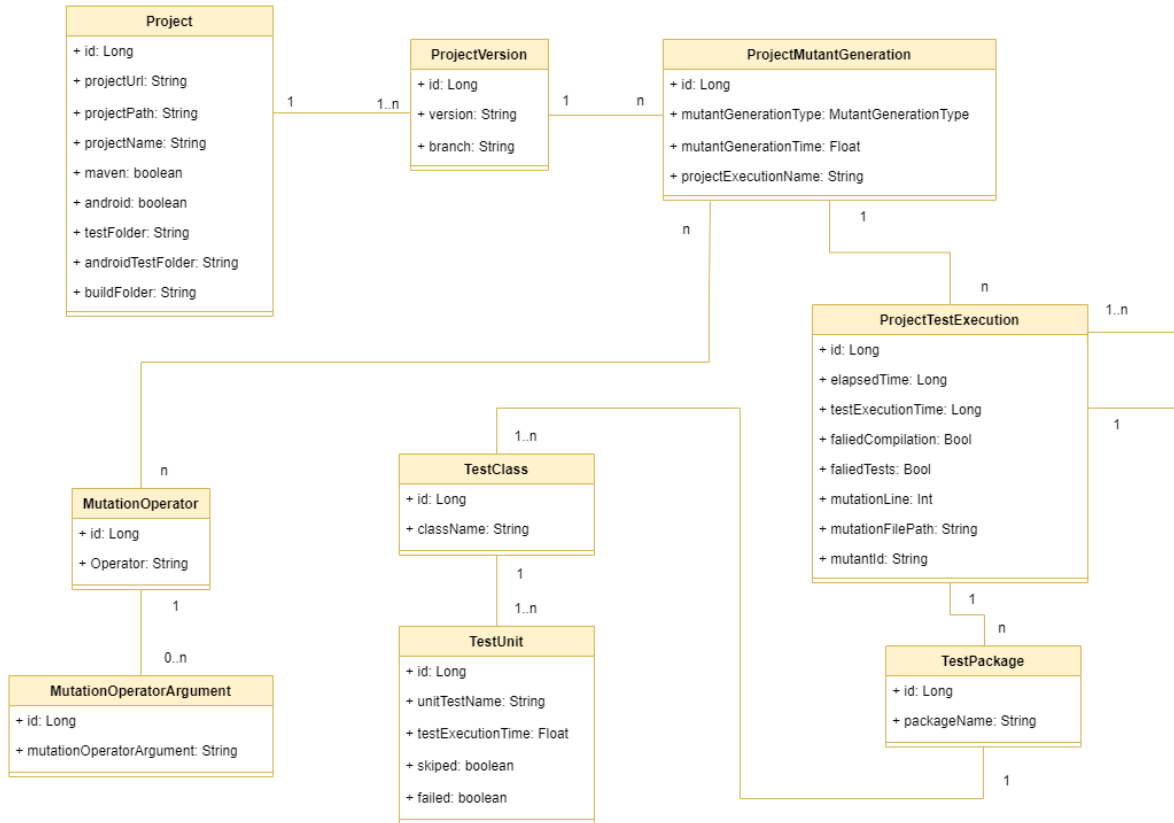 Project
+ id: Long
+ projectUrl: String
+ projectPath: String
+ projectName: String
+ maven: boolean
+ android: boolean
+ testFolder: String
+ androidTestFolder: String
+ buildFolder: String
1
1..n
ProjectVersion
+ id: Long
+ version: String
+ branch: String
1
n
ProjectMutantGeneration
+ id: Long
+ mutantGenerationType: MutantGenerationType
+ mutantGenerationTime: Float
+ projectExecutionName: String
n
1
n
1..n
1
ProjectTestExecution
+ id: Long
+ elapsedTime: Long
+ testExecutionTime: Long
+ faliedCompilation: Bool
+ faliedTests: Bool
+ mutationLine: Int
+ mutationFilePath: String
+ mutantId: String
1
n
n
MutationOperator
+ id: Long
+ Operator: String
1
0..n
MutationOperatorArgument
+ id: Long
+ mutationOperatorArgument: String
1..n
TestClass
+ id: Long
+ className: String
1
1..n
TestUnit
+ id: Long
+ unitTestName: String
+ testExecutionTime: Float
+ skiped: boolean
+ failed: boolean
TestPackage
+ id: Long
+ packageName: String
1